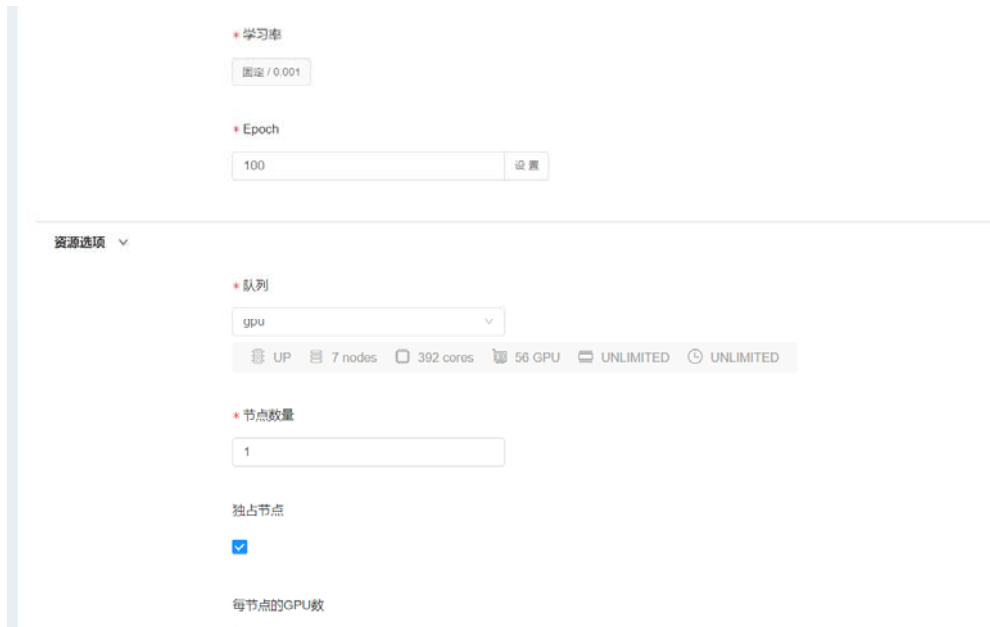 * 学习率
固定 / 0.001
* Epoch
100 设置
资源选项
* 队列
gpu
UP 7 nodes 392 cores 56 GPU UNLIMITED UNLIMITED
* 节点数量
1
独占节点
每节点的GPU数